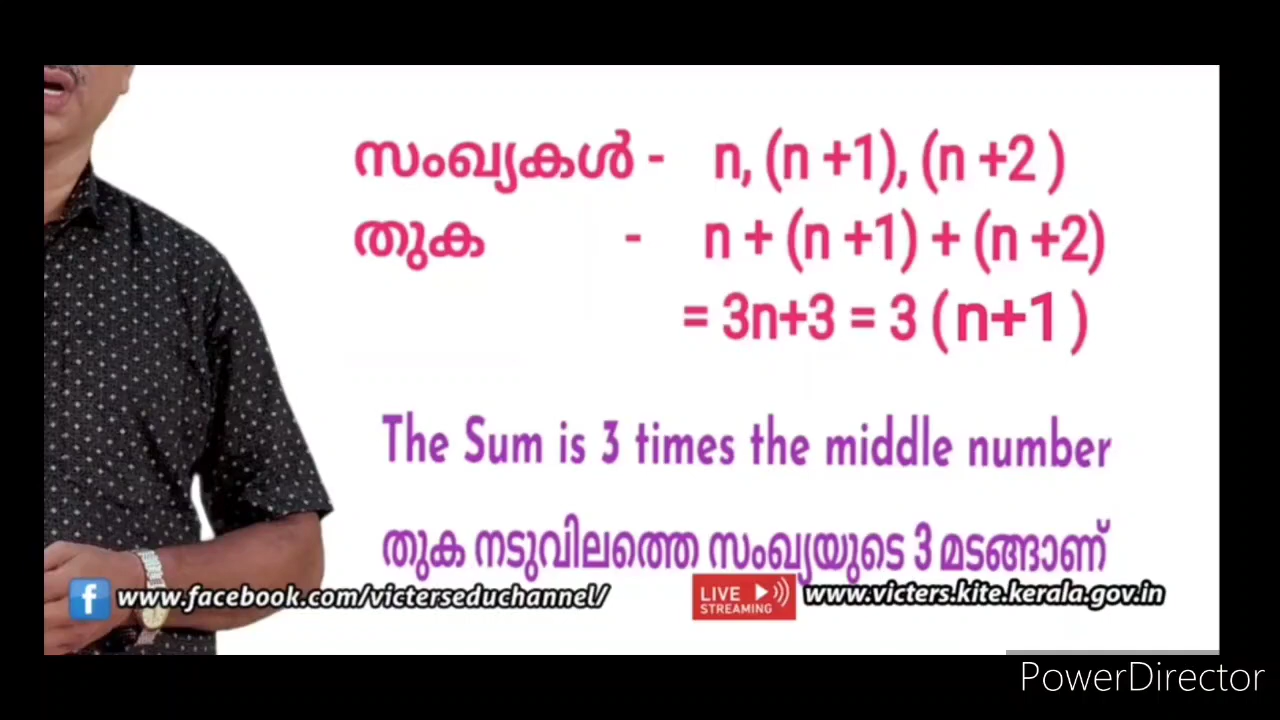 സംഖ്യകൾ - n, (n +1), (n +2 )
തുക - n + (n +1) + (n +2)
= 3n+3 = 3 ( n+1 )
The Sum is 3 times the middle number
തുക നടുവിലത്തെ സംഖ്യയുടെ 3 മടങ്ങാണ്
f www.facebook.com/victerseduchannel/ LIVE STREAMING www.victers.kite.kerala.gov.in
PowerDirector